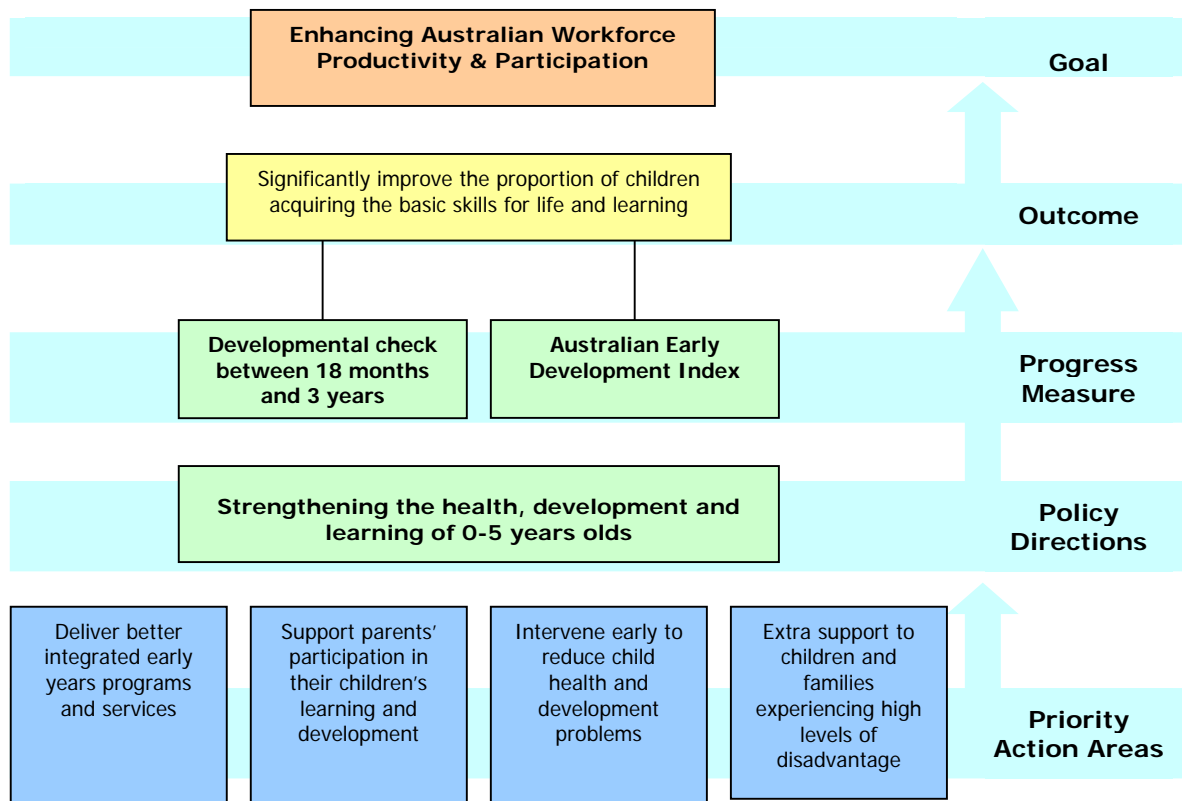 Enhancing Australian Workforce
Productivity & Participation
Goal
Significantly improve the proportion of children
acquiring the basic skills for life and learning
Outcome
Developmental check
between 18 months
and 3 years
Australian Early
Development Index
Progress
Measure
Strengthening the health, development and
learning of 0-5 years olds
Policy
Directions
Deliver better
integrated early
years programs
and services
Support parents'
participation in
their children's
learning and
development
Intervene early to
reduce child
health and
development
problems
Extra support to
children and
families
experiencing high
levels of
disadvantage
Priority
Action Areas